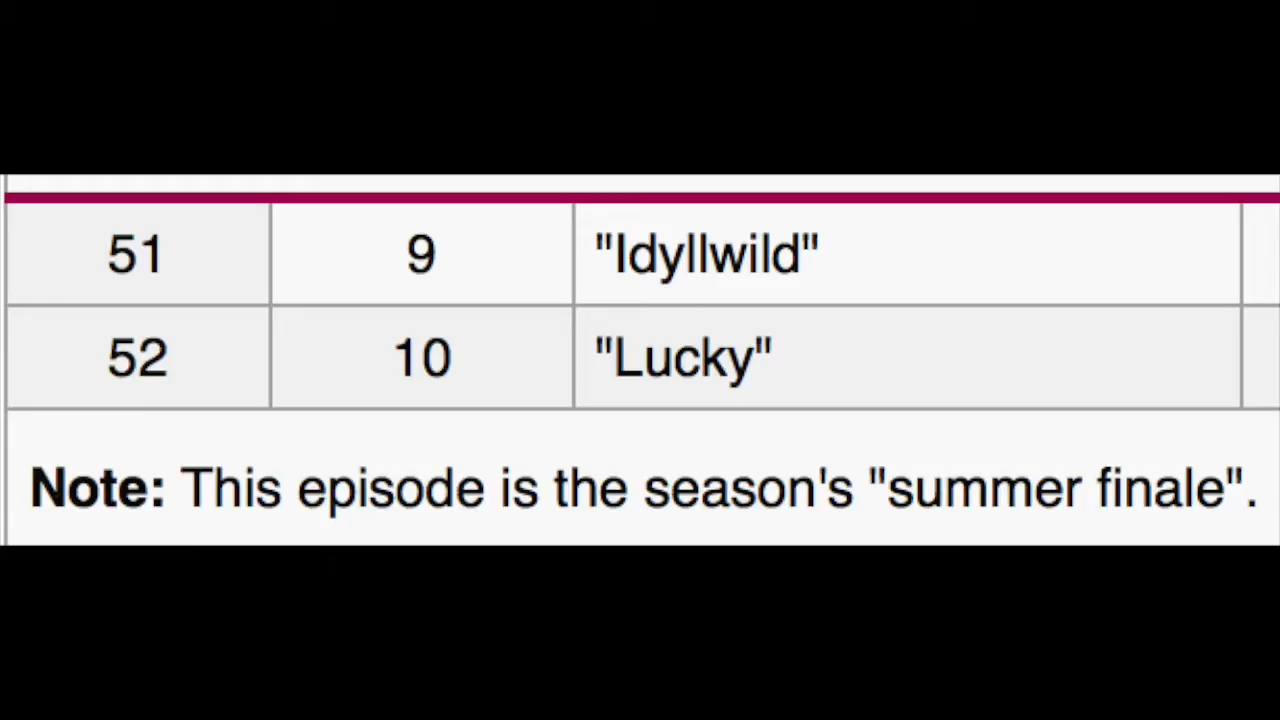 51 9 "Idyllwild"
52 10 "Lucky"
Note: This episode is the season's "summer finale".